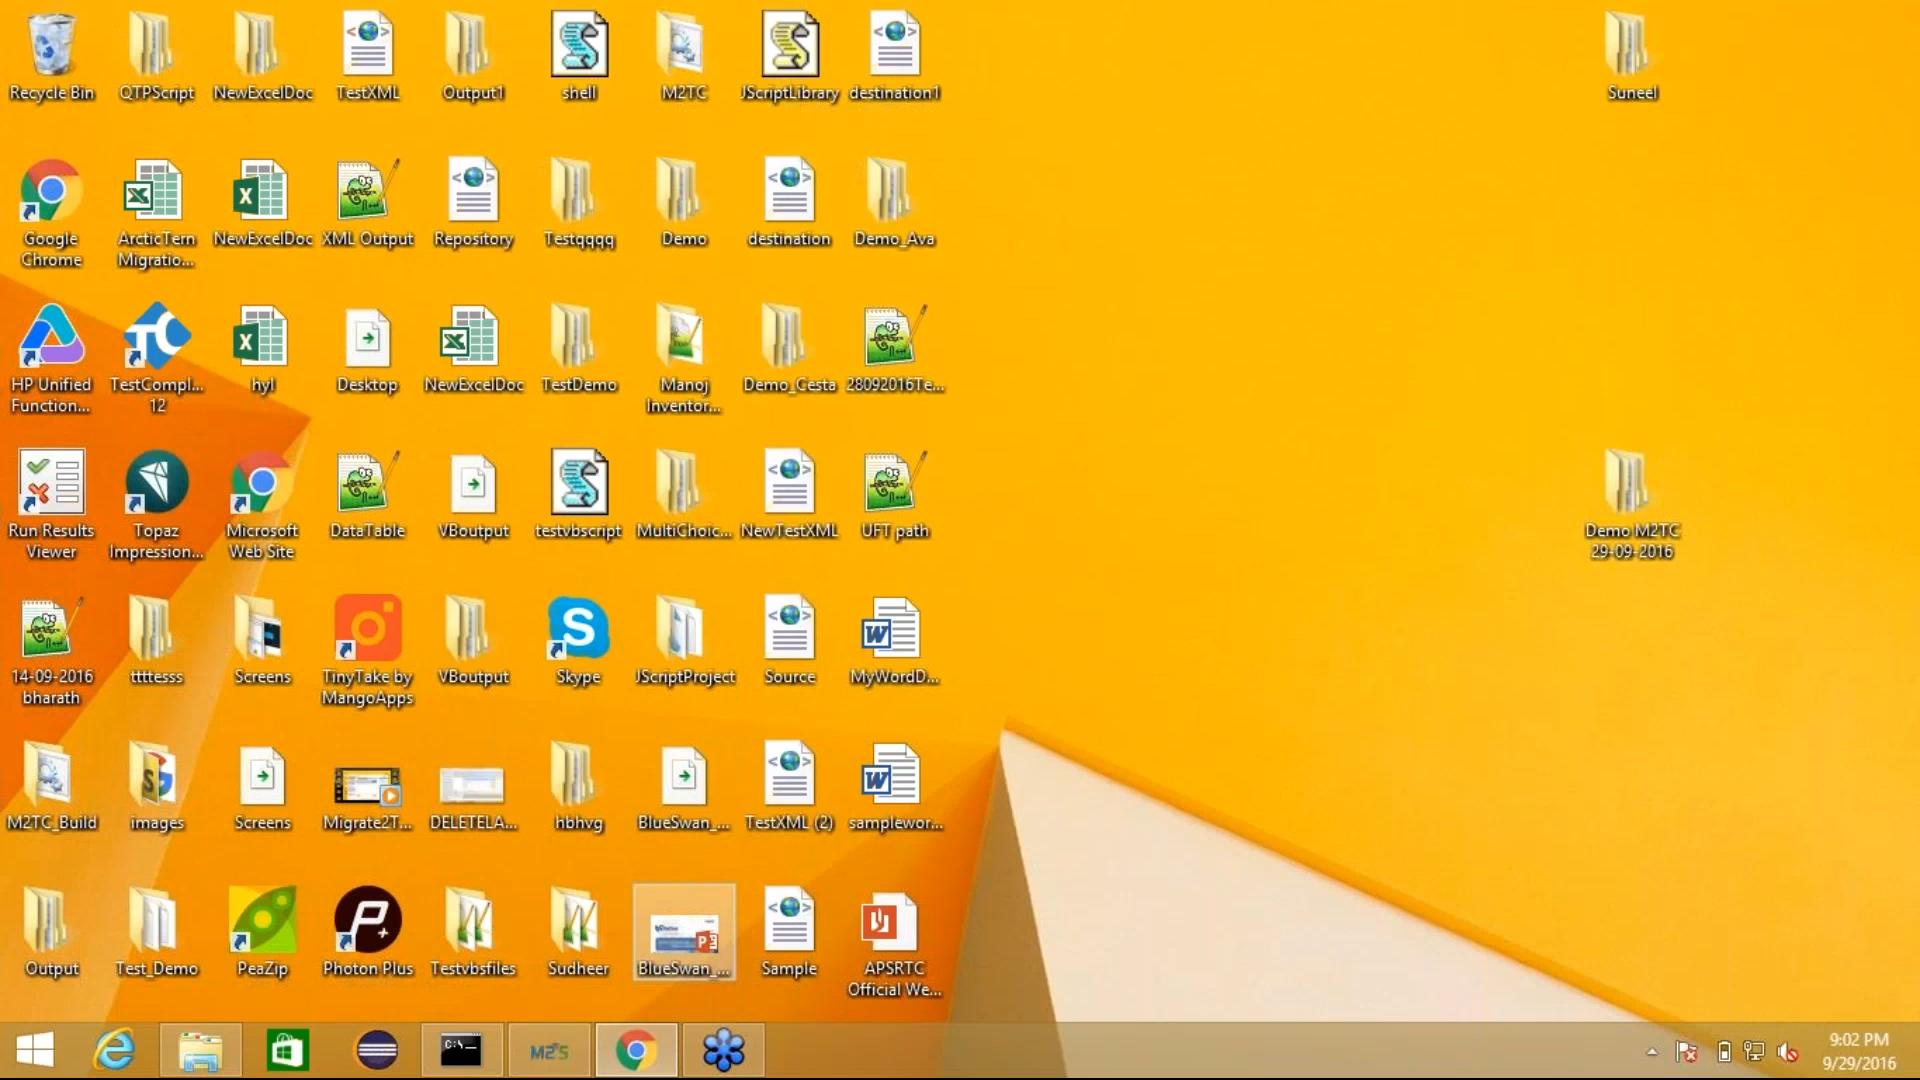 Recycle Bin
QTPScript
NewExcelDoc
TestXML
Output1
shell
M2TC
JScriptLibrary
destination1
Suneel
Google
Chrome
ArcticTern
Migratio...
NewExcelDoc
XML Output
Repository
Testqqqq
Demo
destination
Demo_Ava
HP Unified
Function...
TestCompl...
12
hyl
Desktop
NewExcelDoc
TestDemo
Manoj
Inventor...
Demo_Cesta
28092016Te...
Run Results
Viewer
Topaz
Impression...
Microsoft
Web Site
DataTable
VBoutput
testvbscript
MultiChoic...
NewTestXML
UFT path
Demo M2TC
29-09-2016
14-09-2016
bharath
ttttesss
Screens
TinyTake by
MangoApps
VBoutput
Skype
JScriptProject
Source
MyWordD...
M2TC_Build
images
Screens
Migrate2T...
DELETELA...
hbhvg
BlueSwan_...
TestXML (2)
samplewor...
Output
Test_Demo
PeaZip
Photon Plus
Testvbsfiles
Sudheer
BlueSwan_...
Sample
APSRTC
Official We...
C:\_
M2S
9:02 PM
9/29/2016